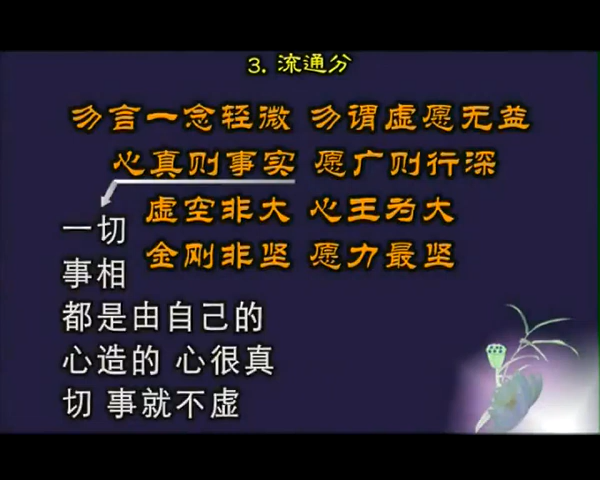 3. 流通分
勿言一念轻微 勿谓虚愿无益
心真则事实 愿广则行深
虚空非大 心王为大
金刚非坚 愿力最坚
一切
事相
都是由自己的
心造的 心很真
切 事就不虚